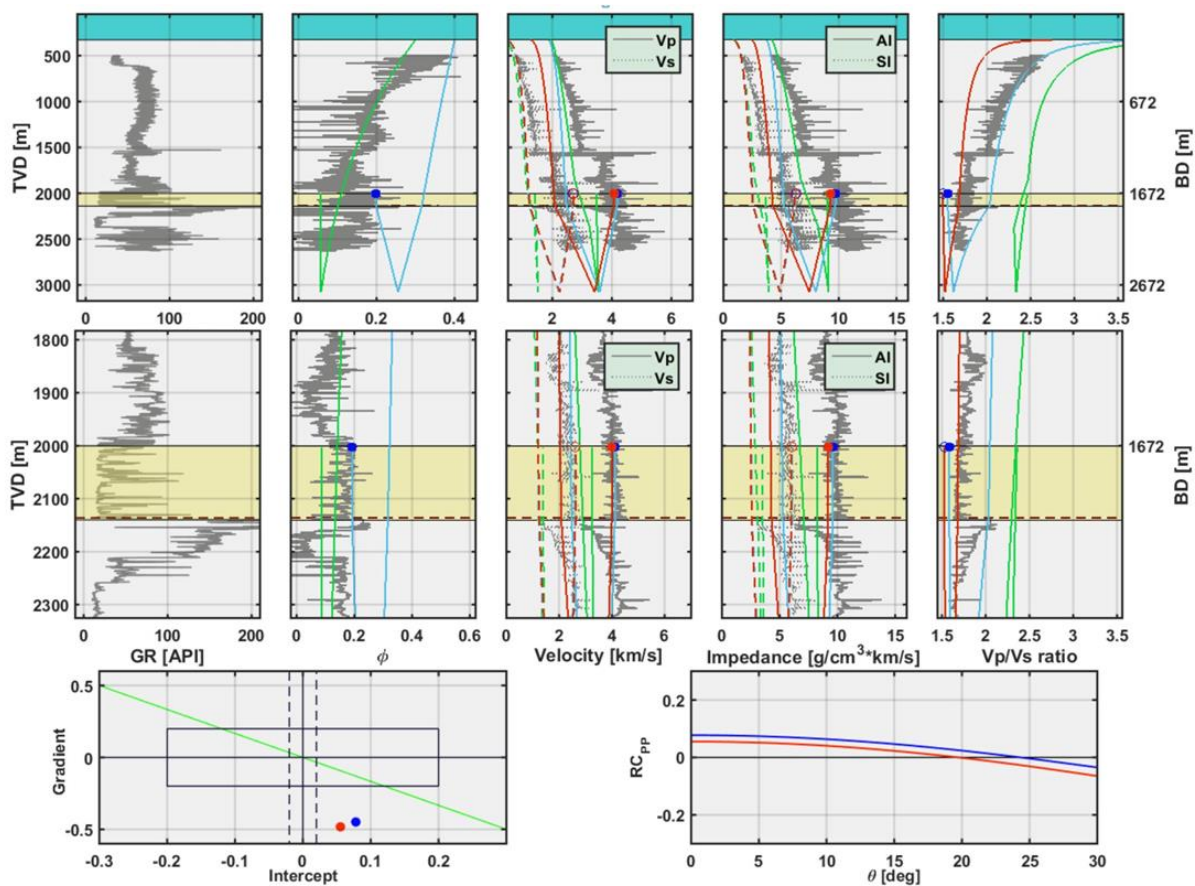 500
1000
1500
2000
2500
3000
TVD [m]
Vp
Vs
AI
SI
672
1672
2672
BD [m]
0 100 200
0 0.2 0.4
2 4 6
0 5 10 15
1.5 2 2.5 3 3.5
1800
1900
2000
2100
2200
2300
TVD [m]
Vp
Vs
AI
SI
1672
BD [m]
0 100 200
0 0.2 0.4 0.6
0 2 4 6
0 5 10 15
1.5 2 2.5 3 3.5
GR [API]
ϕ
Velocity [km/s]
Impedance [g/cm³*km/s]
Vp/Vs ratio
0.5
0
-0.5
Gradient
-0.3 -0.2 -0.1 0 0.1 0.2
Intercept
0.2
0
-0.2
RC_PP
0 5 10 15 20 25 30
θ [deg]